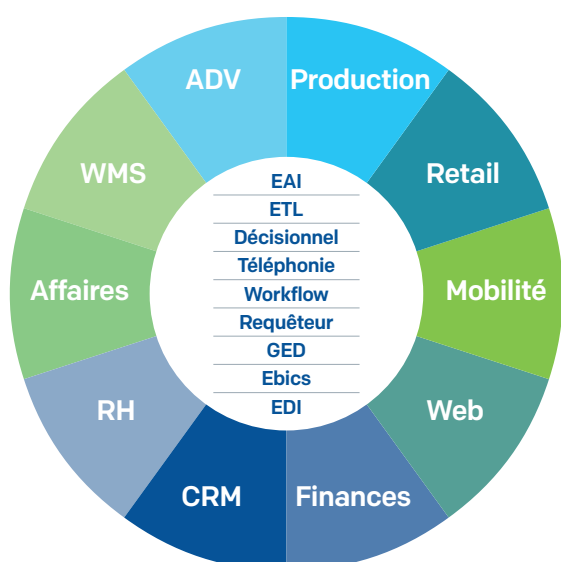 ADV
Production
WMS
Retail
Affaires
Mobilité
RH
Web
CRM
Finances
EAI
ETL
Décisionnel
Téléphonie
Workflow
Requêteur
GED
Ebics
EDI